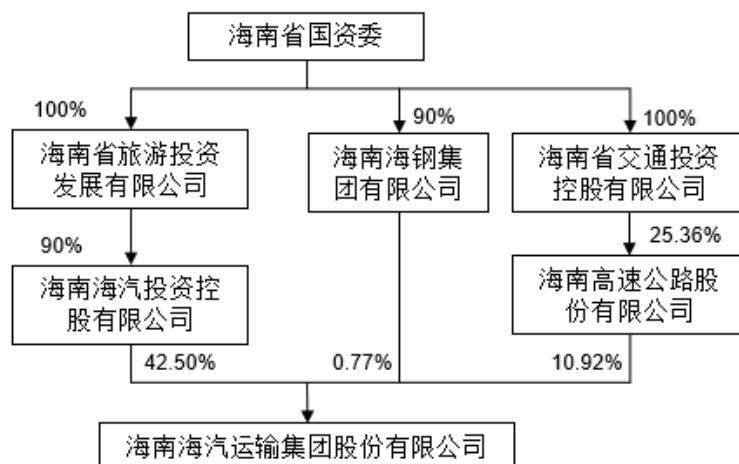 海南省国资委
100%
90%
100%
海南省旅游投资
发展有限公司
海南海钢集
团有限公司
海南省交通投资
控股有限公司
90%
25.36%
海南海汽投资控
股有限公司
海南高速公路股
份有限公司
42.50%
0.77%
10.92%
海南海汽运输集团股份有限公司